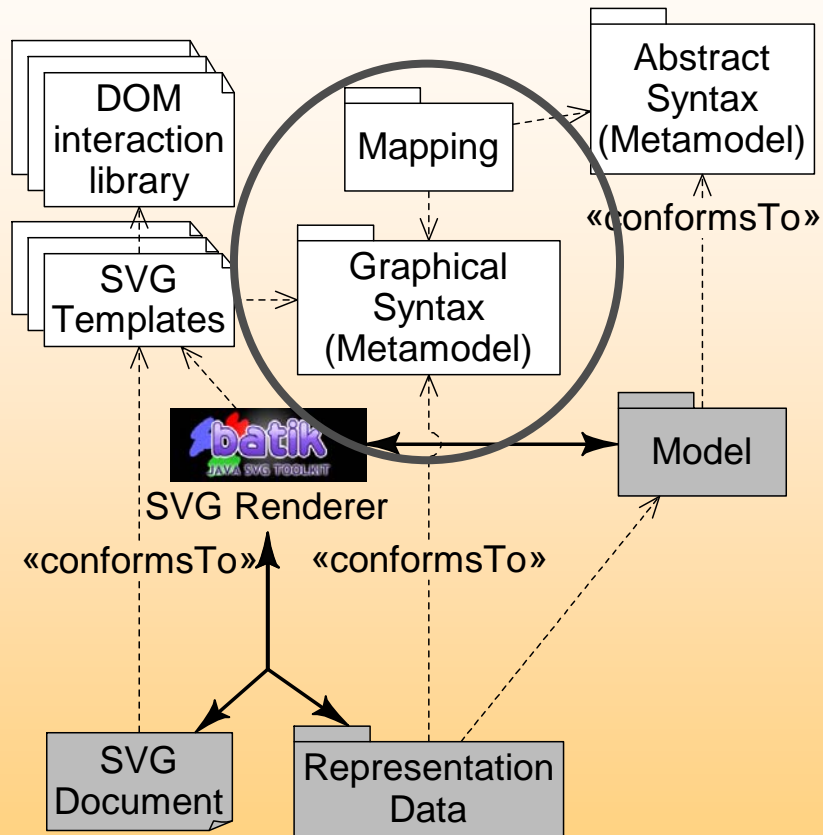 DOM
interaction
library
Mapping
Abstract
Syntax
(Metamodel)
«conformsTo»
SVG
Templates
Graphical
Syntax
(Metamodel)
batik
JAVA SVG TOOLKIT
SVG Renderer
Model
«conformsTo»
«conformsTo»
SVG
Document
Representation
Data